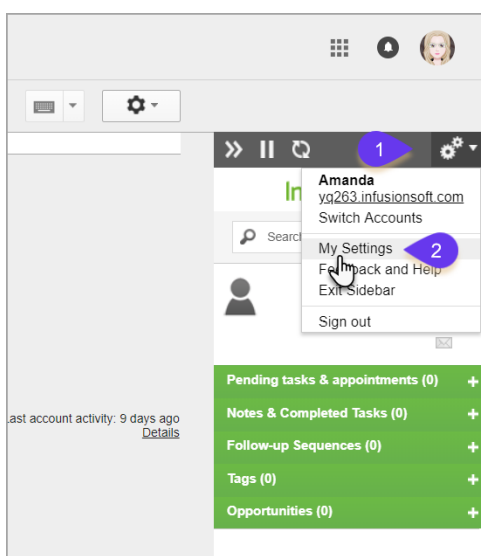 1
In
Amanda
yq263.infusionsoft.com
Switch Accounts
Search
My Settings
2
Feedback and Help
Exit Sidebar
Sign out
Pending tasks & appointments (0) +
Notes & Completed Tasks (0) +
ast account activity: 9 days ago
Details
Follow-up Sequences (0) +
Tags (0) +
Opportunities (0) +